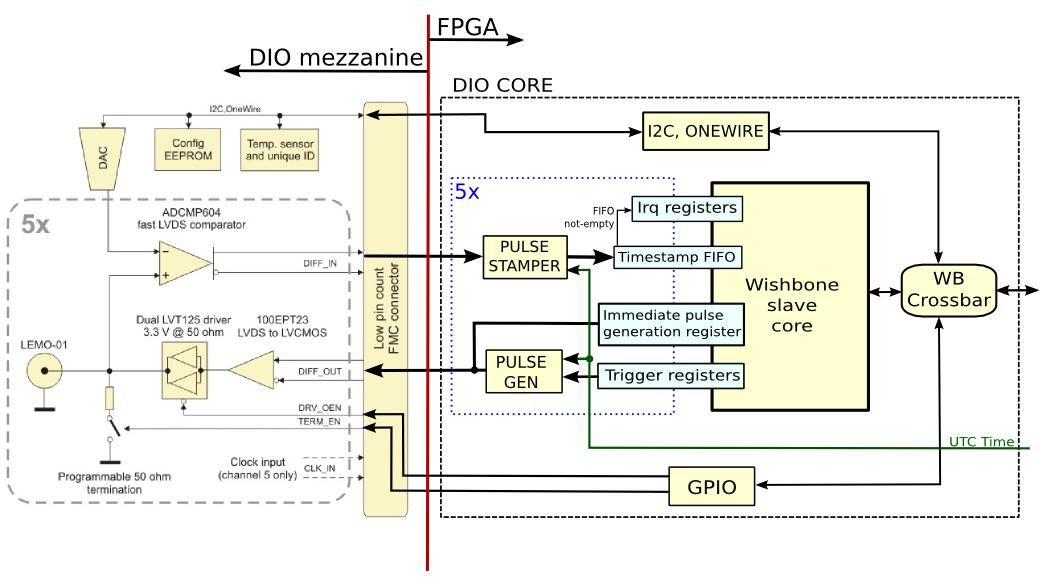 FPGA
DIO mezzanine
DIO CORE
I2C,OneWire
I2C, ONEWIRE
DAC
Config
EEPROM
Temp. sensor
and unique ID
5x
ADCMP604
fast LVDS comparator
DIFF_IN
Low pin count
FMC connector
5x
FIFO
not-empty
Irq registers
PULSE
STAMPER
Timestamp FIFO
Wishbone
slave
core
WB
Crossbar
Immediate pulse
generation register
PULSE
GEN
Trigger registers
Dual LVT125 driver
3.3 V @ 50 ohm
100EPT23
LVDS to LVCMOS
LEMO-01
DIFF_OUT
DRV_OEN
TERM_EN
Programmable 50 ohm
termination
Clock input
(channel 5 only)
CLK_IN
UTC Time
GPIO